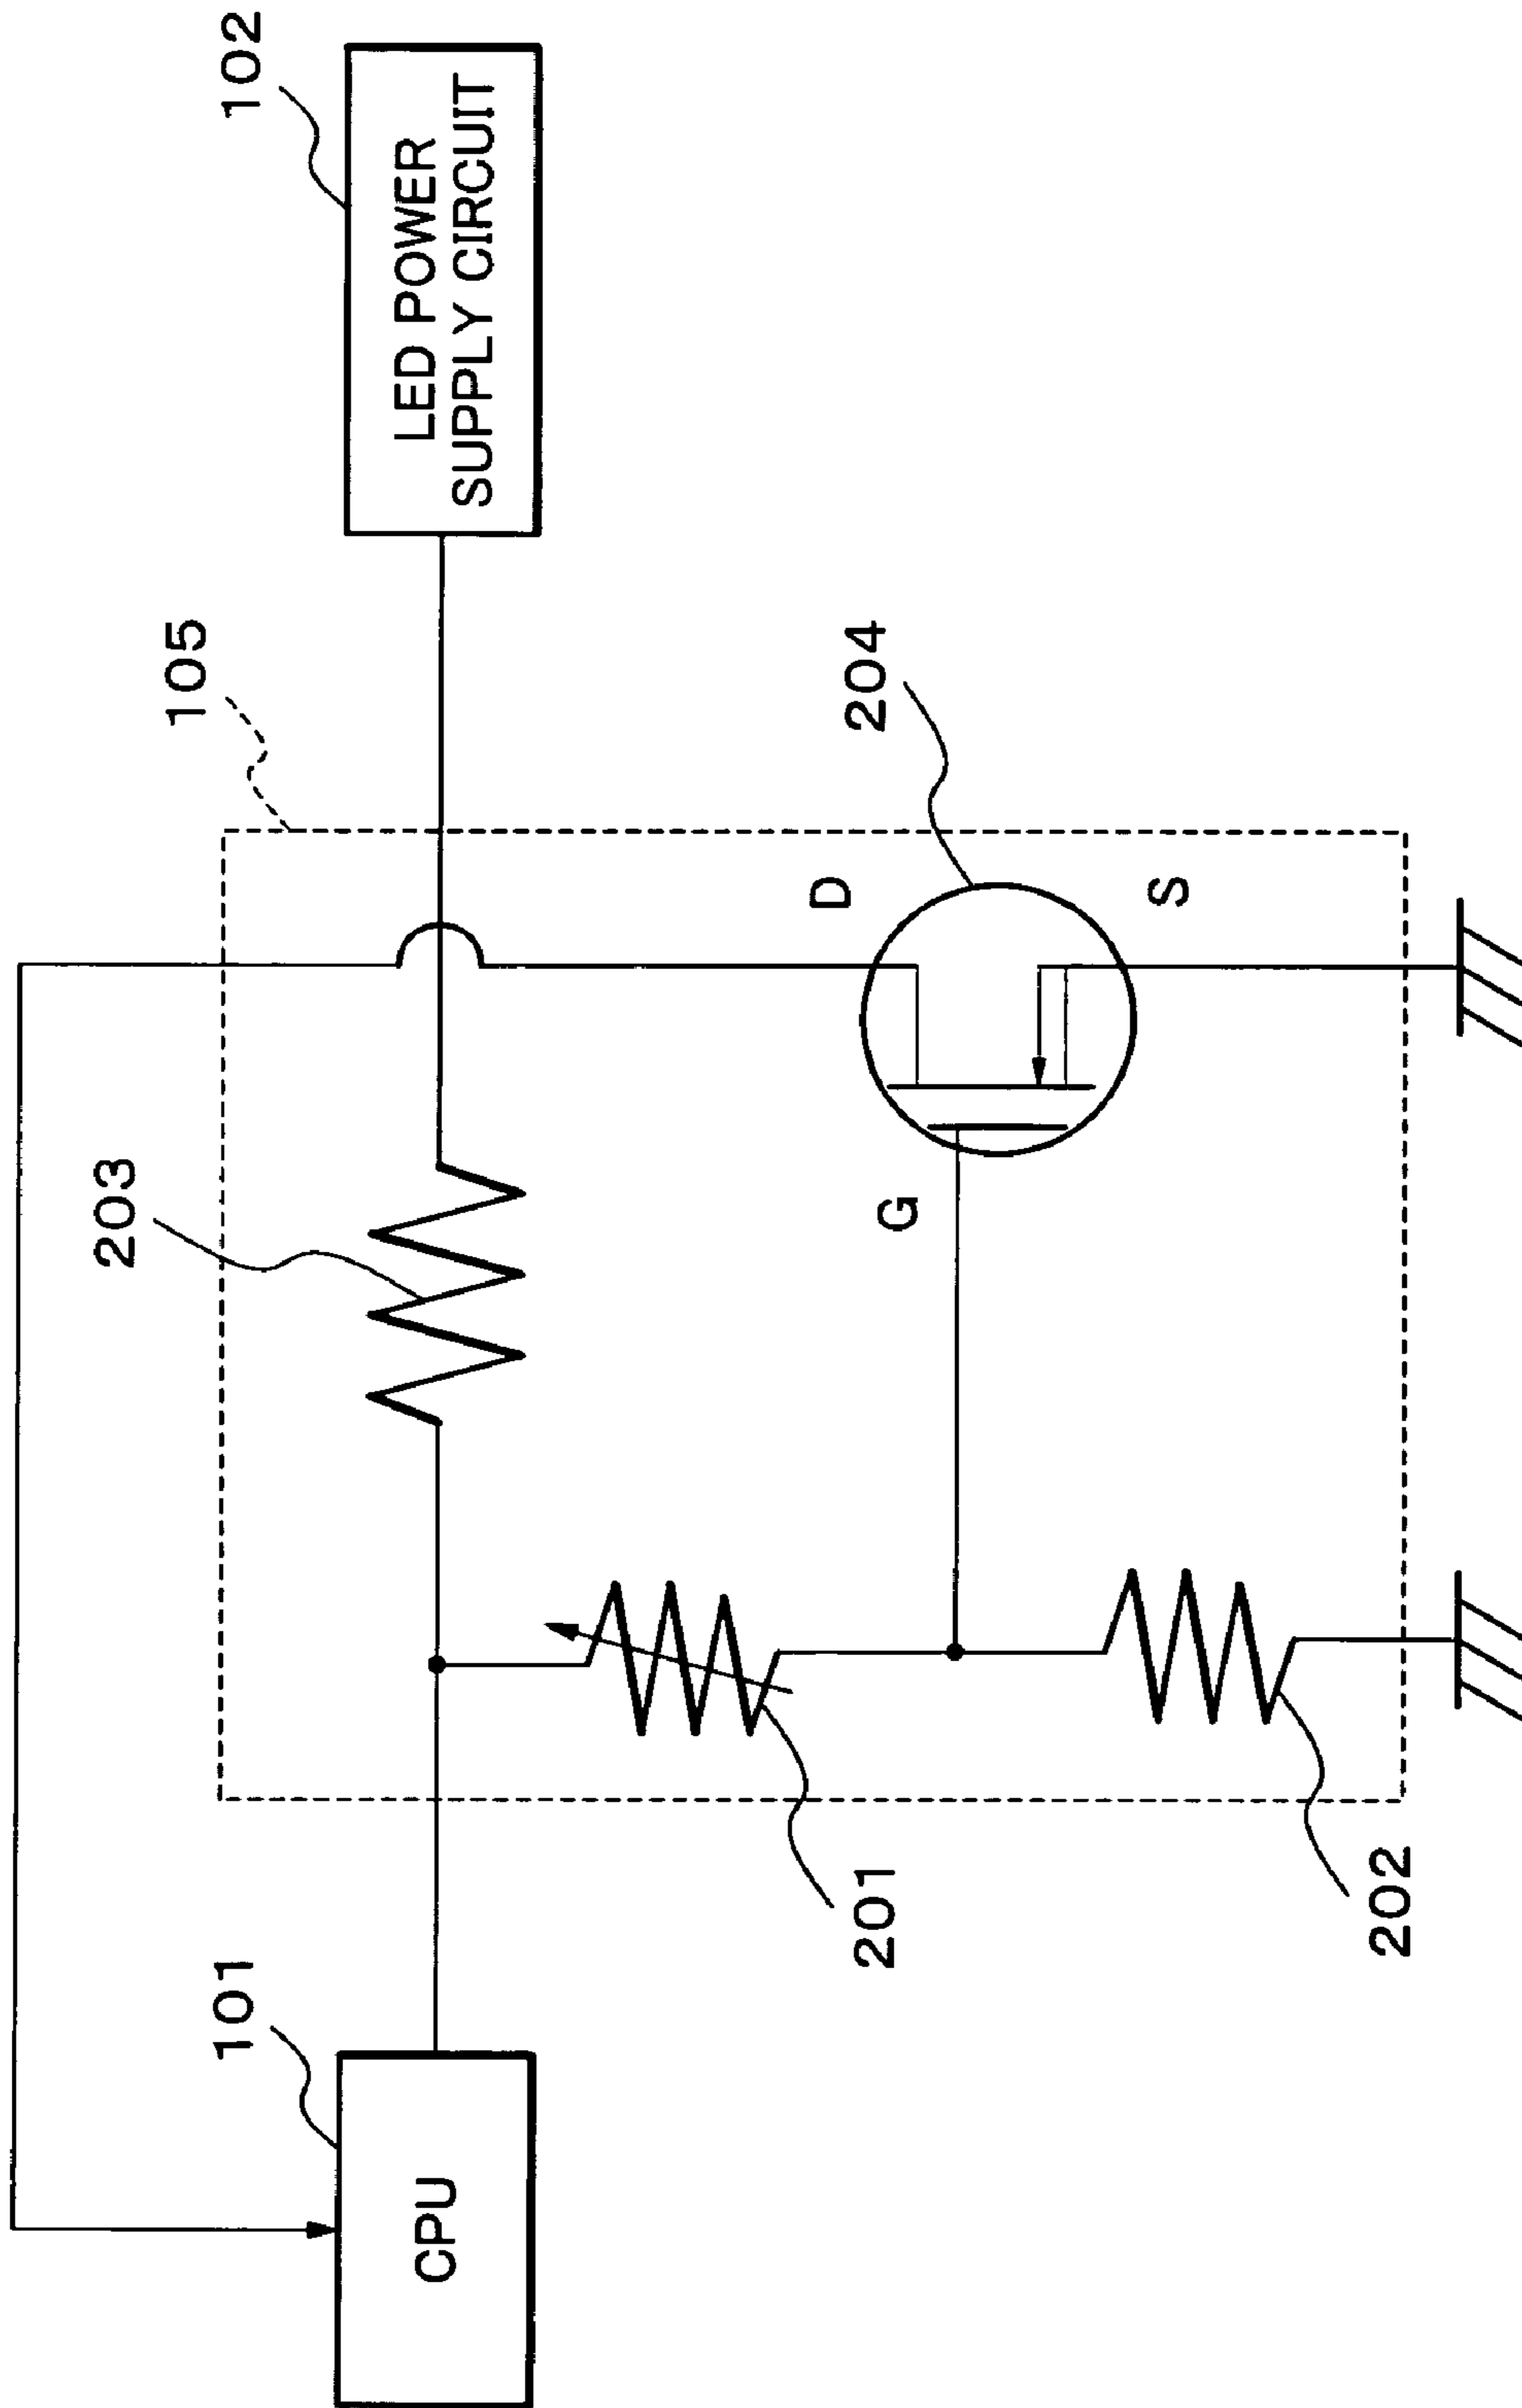 102
LED POWER
SUPPLY CIRCUIT
105
204
D
S
G
203
201
202
101
CPU